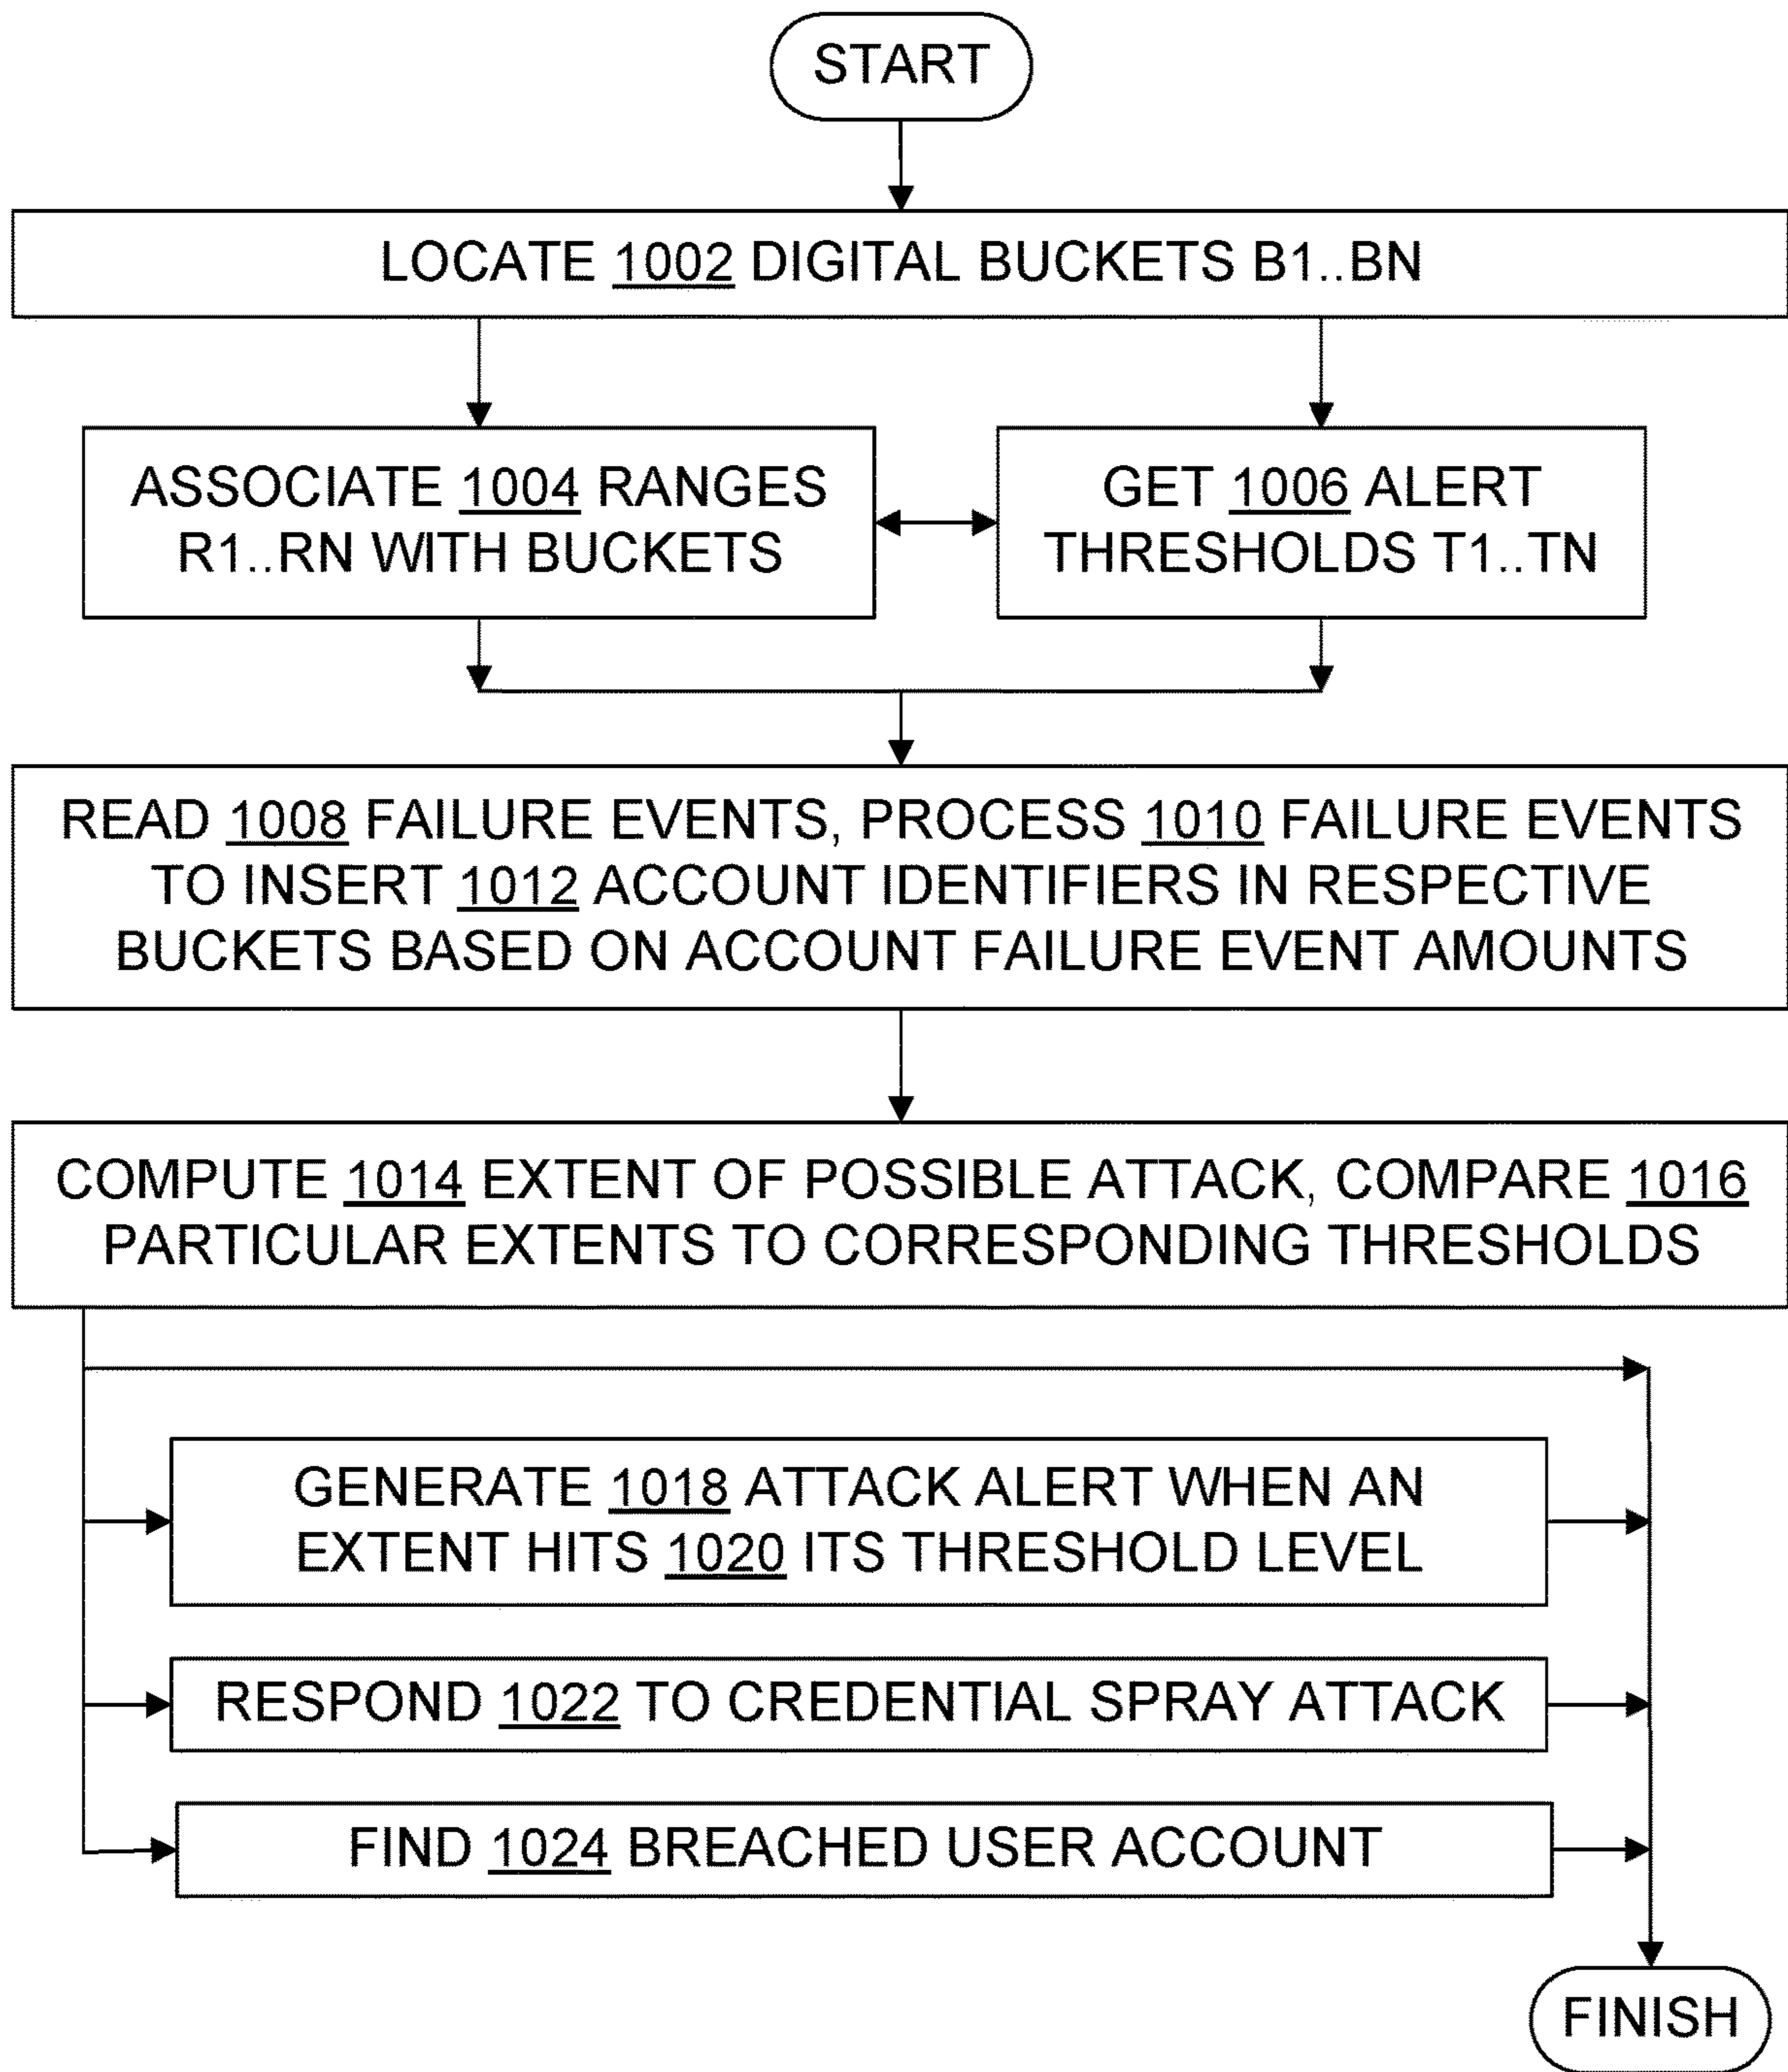 START
LOCATE 1002 DIGITAL BUCKETS B1..BN
ASSOCIATE 1004 RANGES
R1..RN WITH BUCKETS
GET 1006 ALERT
THRESHOLDS T1..TN
READ 1008 FAILURE EVENTS, PROCESS 1010 FAILURE EVENTS
TO INSERT 1012 ACCOUNT IDENTIFIERS IN RESPECTIVE
BUCKETS BASED ON ACCOUNT FAILURE EVENT AMOUNTS
COMPUTE 1014 EXTENT OF POSSIBLE ATTACK, COMPARE 1016
PARTICULAR EXTENTS TO CORRESPONDING THRESHOLDS
GENERATE 1018 ATTACK ALERT WHEN AN
EXTENT HITS 1020 ITS THRESHOLD LEVEL
RESPOND 1022 TO CREDENTIAL SPRAY ATTACK
FIND 1024 BREACHED USER ACCOUNT
FINISH